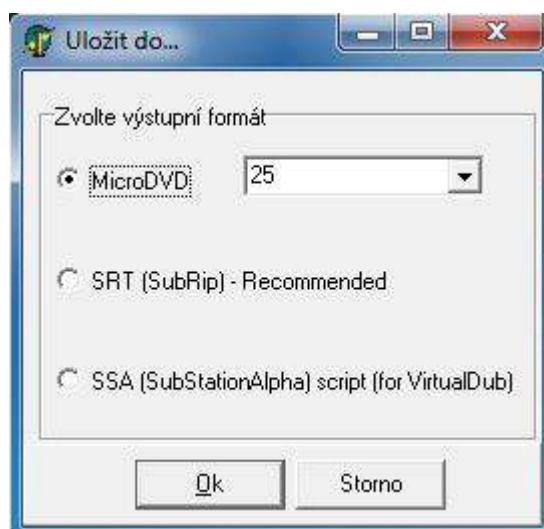 Uložit do...
Zvolte výstupní formát
MicroDVD 25
SRT (SubRip) - Recommended
SSA (SubStationAlpha) script (for VirtualDub)
Ok Storno